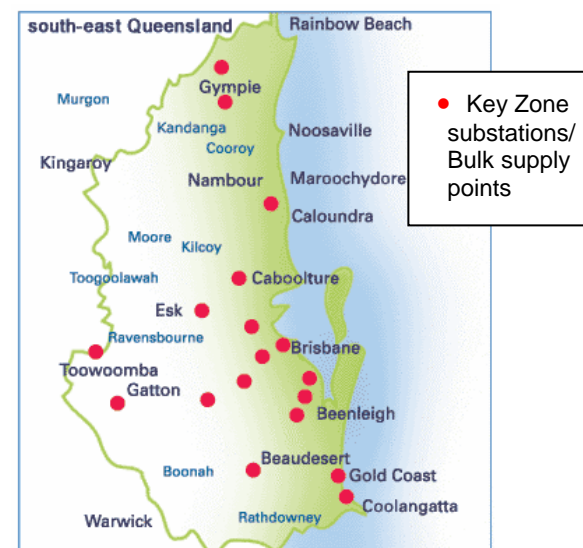 south-east Queensland
Rainbow Beach
Gympie
Murgon
Kandanga
Noosaville
Cooroy
Kingaroy
Nambour
Maroochydore
Caloundra
Moore
Kilcoy
Toogoolawah
Caboolture
Esk
Ravensbourne
Brisbane
Toowoomba
Gatton
Beenleigh
Beaudesert
Boonah
Gold Coast
Coolangatta
Warwick
Rathdowney
Key Zone
substations/
Bulk supply
points